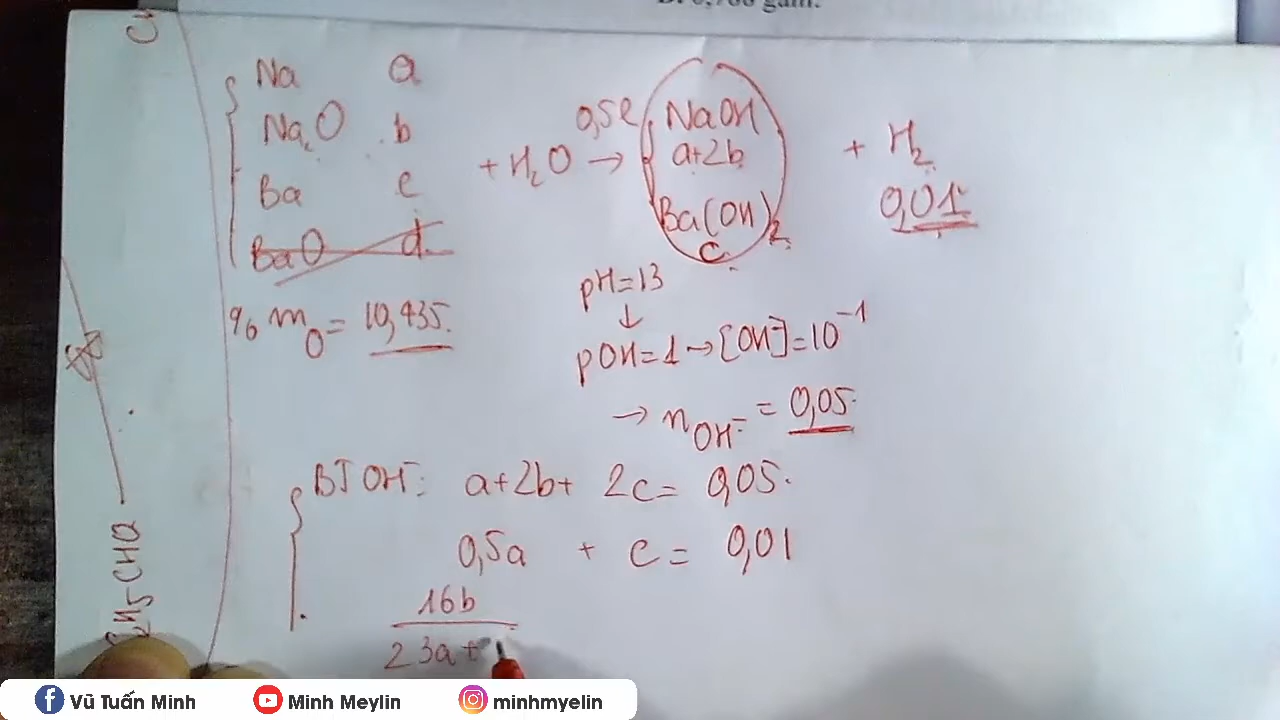 Na a
Na₂O b
Ba c
BaO d
+ H₂O → 0,5l
NaOH
a+2b
Ba(OH)₂
c
+ H₂
0,01
% mO = 10,435.
pH=13
↓
pOH=1→[OH⁻]=10⁻¹
→ nOH⁻ = 0,05.
BT OH⁻: a+2b+ 2c= 0,05.
0,5a + c = 0,01
16b
23a+
Vũ Tuấn Minh Minh Meylin minhmyelin